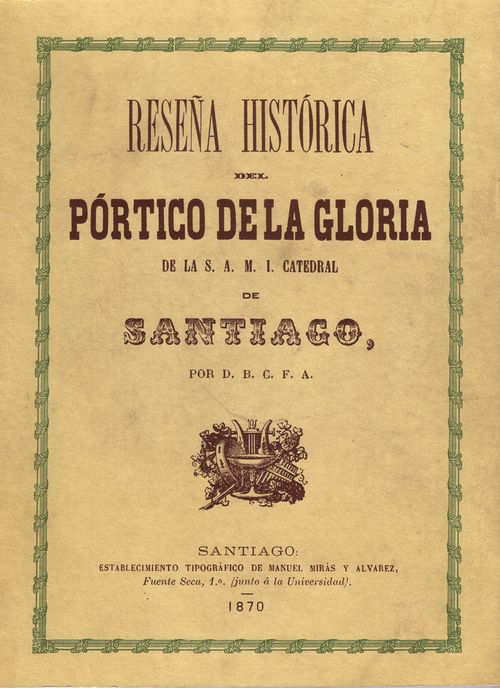 RESEÑA HISTÓRICA
DEL
PÓRTICO DE LA GLORIA
DE LA S. A. M. I. CATEDRAL
DE
SANTIAGO,
POR D. B. C. F. A.
SANTIAGO:
ESTABLECIMIENTO TIPOGRÁFICO DE MANUEL MIRÁS Y ALVAREZ,
Fuente Seca, 1.º (junto á la Universidad).
1870